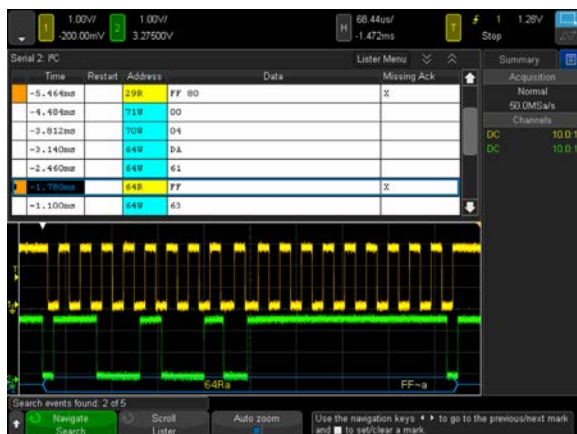 1 1.00V/ 2 1.00V/ H 68.44us/ T 1 1.28V
-200.00mV 3.27500V -1.472ms Stop
Serial 2: I²C Lister Menu Summary
Time Restart Address Data Missing Ack Acquisition
-5.464ms 29R FF 80 X Normal
-4.484ms 71W 00 50.0MSa/s
-3.812ms 70W 04 Channels
-3.140ms 64W DA DC 10.0:1
-2.460ms 64W 61 DC 10.0:1
-1.780ms 64R FF X
-1.100ms 64W 63
T
64Ra FF~a
Search events found: 2 of 5
Navigate Scroll Auto zoom Use the navigation keys to go to the previous/next mark
Search Lister and to set/clear a mark.